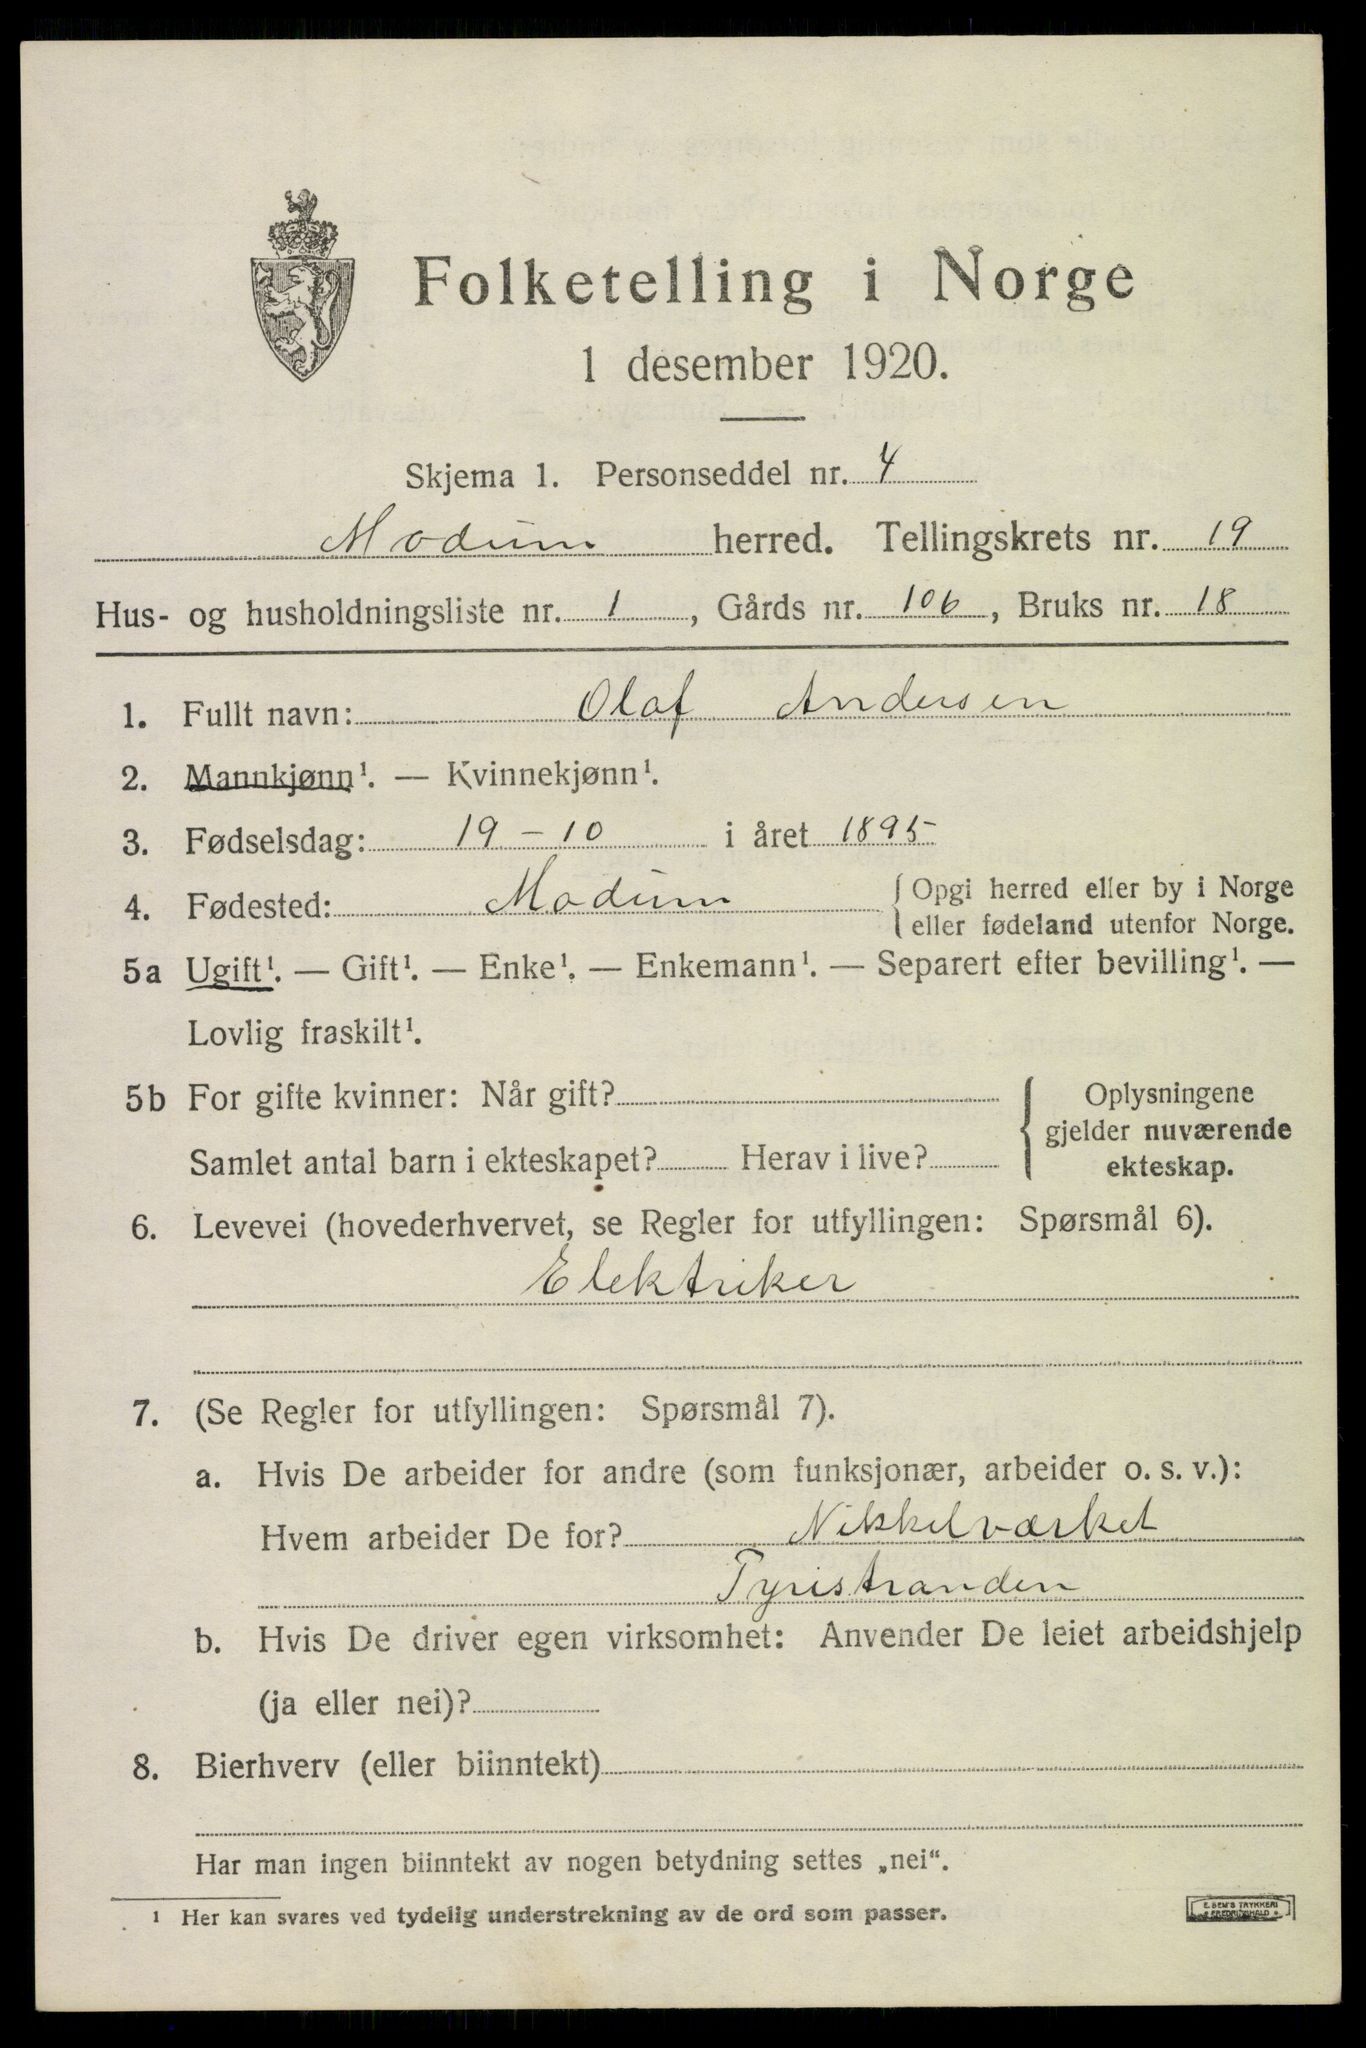 Folketelling i Norge
1 desember 1920.
Skjema 1. Personseddel nr. 4
Modum herred. Tellingskrets nr. 19
Hus- og husholdningsliste nr. 1, Gårds nr. 106, Bruks nr. 18
1. Fullt navn: Olaf Andersen
2. Mannkjønn¹. — Kvinnekjønn¹.
3. Fødselsdag: 19 - 10 i året 1895
4. Fødested: Modum { Opgi herred eller by i Norge
eller fødeland utenfor Norge.
5a Ugift¹. — Gift¹. — Enke¹. — Enkemann¹. — Separert efter bevilling¹. —
Lovlig fraskilt¹.
5b For gifte kvinner: Når gift?
Samlet antal barn i ekteskapet? Herav i live?
{ Oplysningene
gjelder nuværende
ekteskap.
6. Levevei (hovederhvervet, se Regler for utfyllingen: Spørsmål 6).
Elektriker
7. (Se Regler for utfyllingen: Spørsmål 7).
a. Hvis De arbeider for andre (som funksjonær, arbeider o. s. v.):
Hvem arbeider De for? Nikkelværket
Tyristranden
b. Hvis De driver egen virksomhet: Anvender De leiet arbeidshjelp
(ja eller nei)?
8. Bierhverv (eller biinntekt)
Har man ingen biinntekt av nogen betydning settes „nei“.
¹ Her kan svares ved tydelig understrekning av de ord som passer.
E. SEM'S TRYKKERI
FREDRIKSHALD